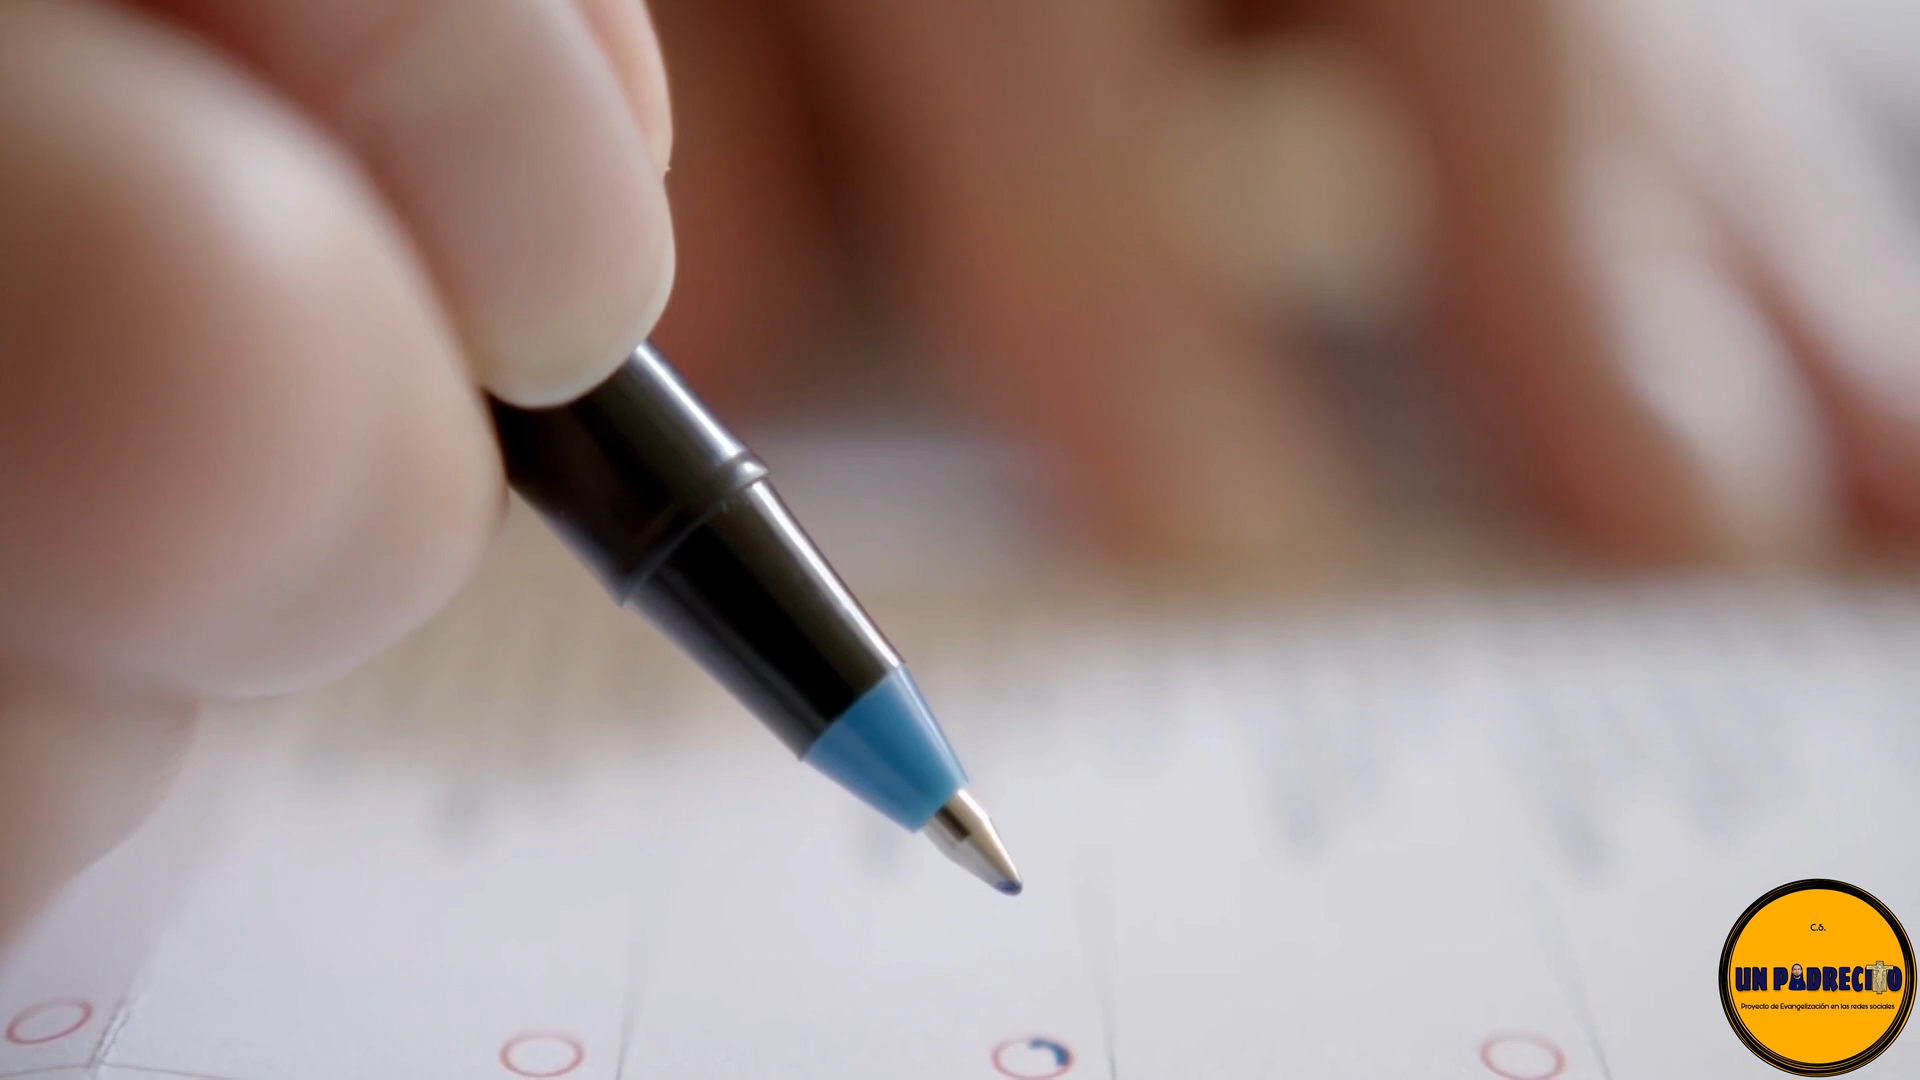 C.S.
UN PADRECITO
Proyecto de Evangelización en las redes sociales